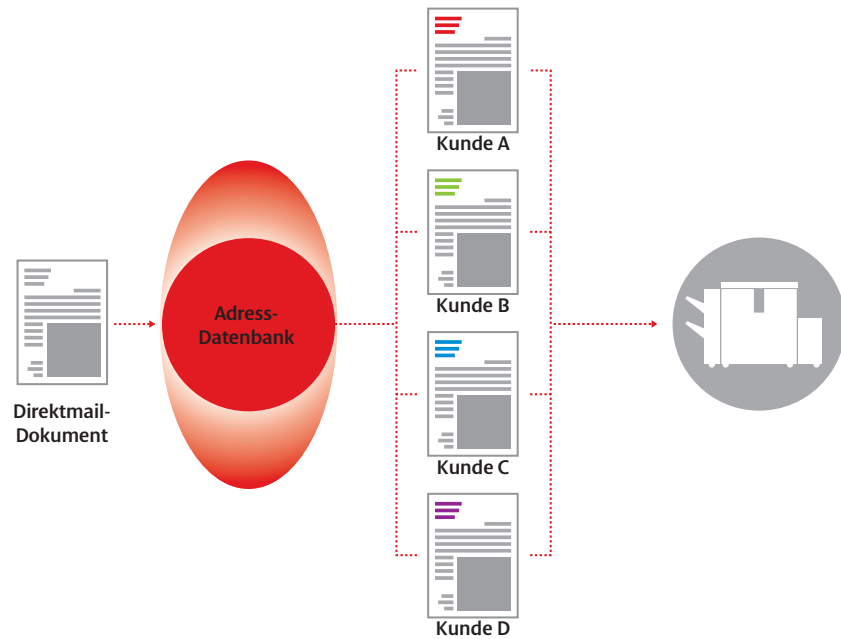 Kunde A
Kunde B
Adress-
Datenbank
Direktmail-
Dokument
Kunde C
Kunde D